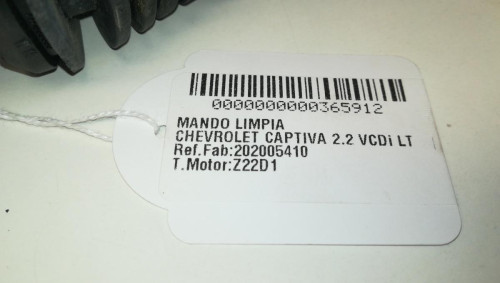 0000000000365912
MANDO LIMPIA
CHEVROLET CAPTIVA 2.2 VCDi LT
Ref.Fab:202005410
T.Motor:Z22D1